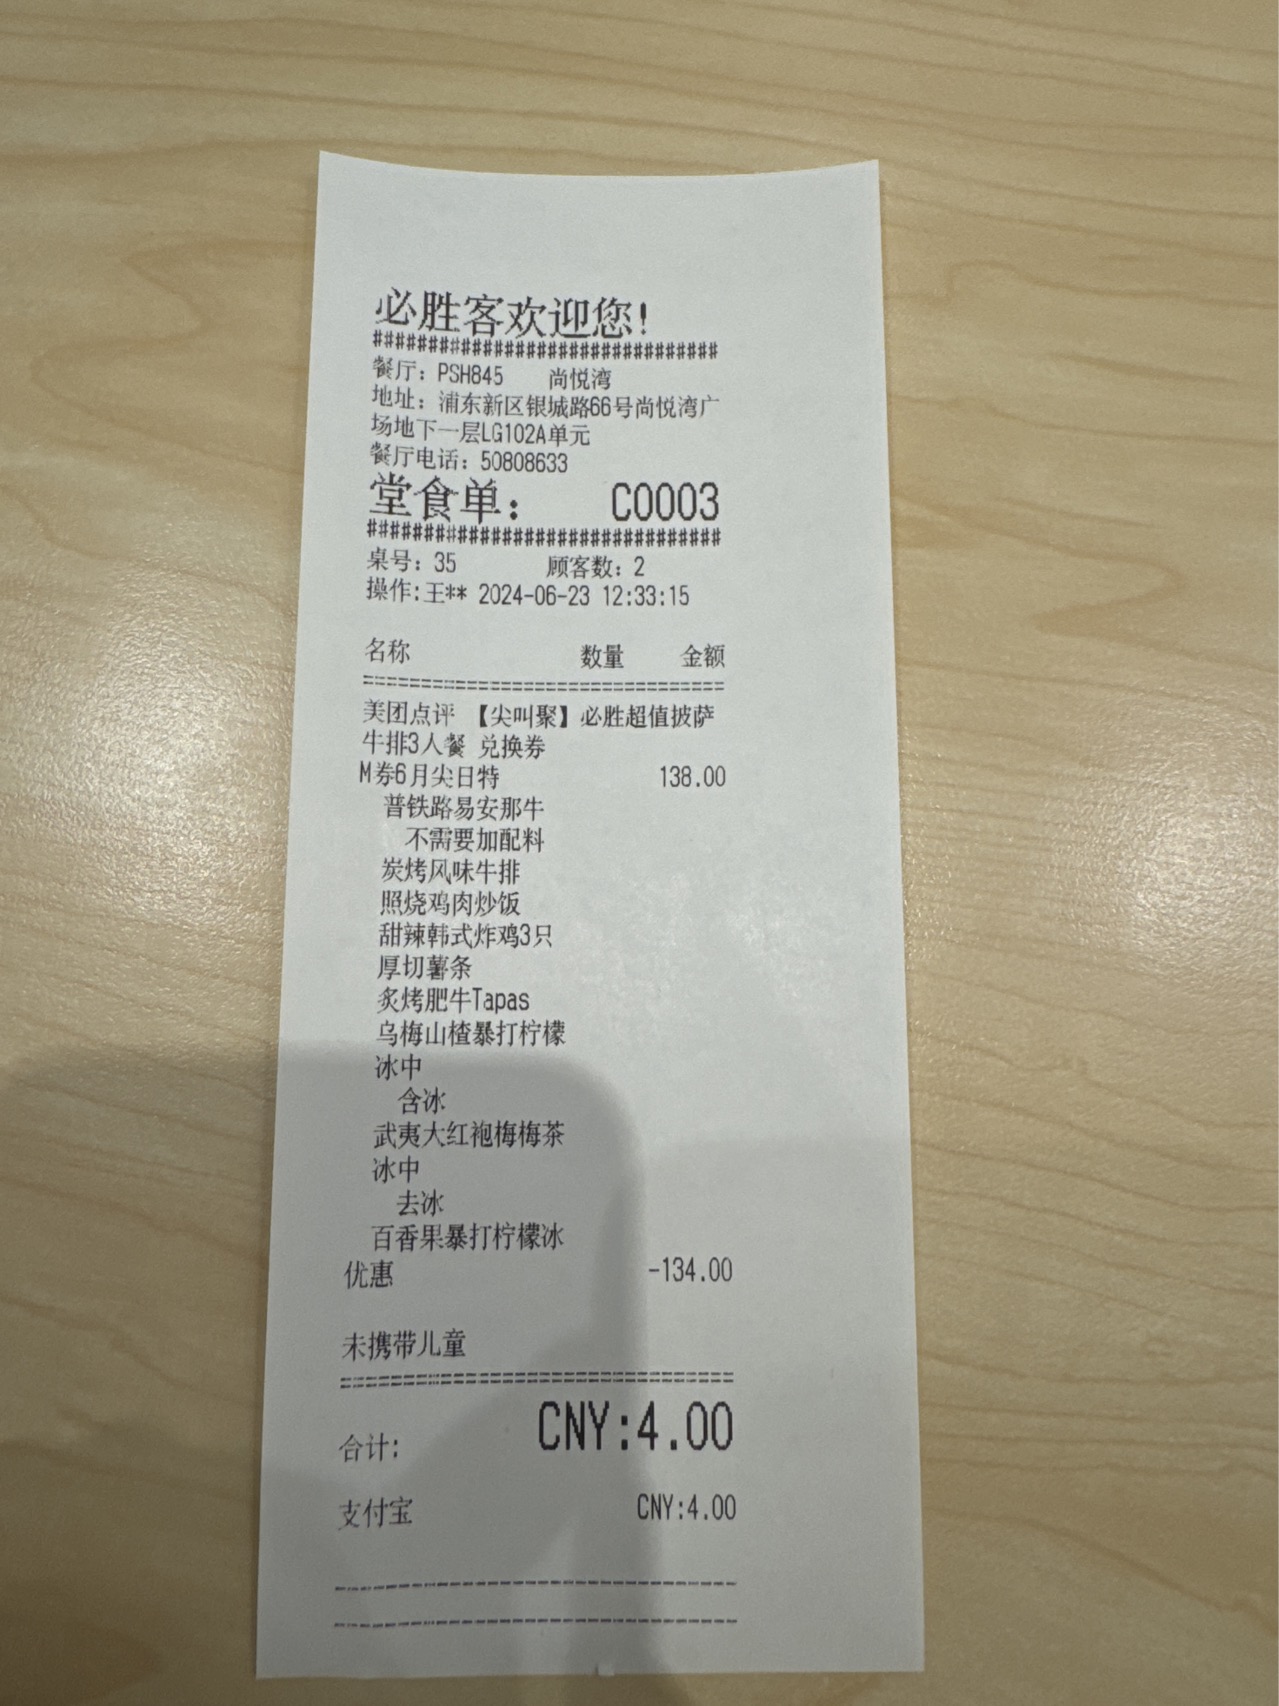 必胜客欢迎您!
################################
餐厅：PSH845 尚悦湾
地址：浦东新区银城路66号尚悦湾广
场地下一层LG102A单元
餐厅电话：50808633
堂食单： C0003
################################
桌号：35 顾客数：2
操作:王** 2024-06-23 12:33:15
名称 数量 金额
================================
美团点评 【尖叫聚】必胜超值披萨
牛排3人餐 兑换券
M券6月尖日特 138.00
普铁路易安那牛
不需要加配料
炭烤风味牛排
照烧鸡肉炒饭
甜辣韩式炸鸡3只
厚切薯条
炙烤肥牛Tapas
乌梅山楂暴打柠檬
冰中
含冰
武夷大红袍梅梅茶
冰中
去冰
百香果暴打柠檬冰
优惠 -134.00
未携带儿童
================================
合计: CNY:4.00
支付宝 CNY:4.00
--------------------------------
--------------------------------